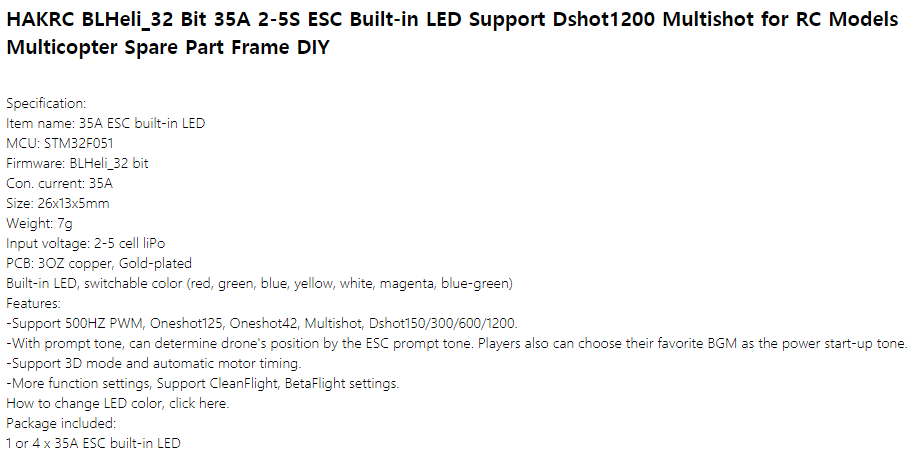 HAKRC BLHeli_32 Bit 35A 2-5S ESC Built-in LED Support Dshot1200 Multishot for RC Models
Multicopter Spare Part Frame DIY
Specification:
Item name: 35A ESC built-in LED
MCU: STM32F051
Firmware: BLHeli_32 bit
Con. current: 35A
Size: 26x13x5mm
Weight: 7g
Input voltage: 2-5 cell liPo
PCB: 3OZ copper, Gold-plated
Built-in LED, switchable color (red, green, blue, yellow, white, magenta, blue-green)
Features:
-Support 500HZ PWM, Oneshot125, Oneshot42, Multishot, Dshot150/300/600/1200.
-With prompt tone, can determine drone's position by the ESC prompt tone. Players also can choose their favorite BGM as the power start-up tone.
-Support 3D mode and automatic motor timing.
-More function settings, Support CleanFlight, BetaFlight settings.
How to change LED color, click here.
Package included:
1 or 4 x 35A ESC built-in LED